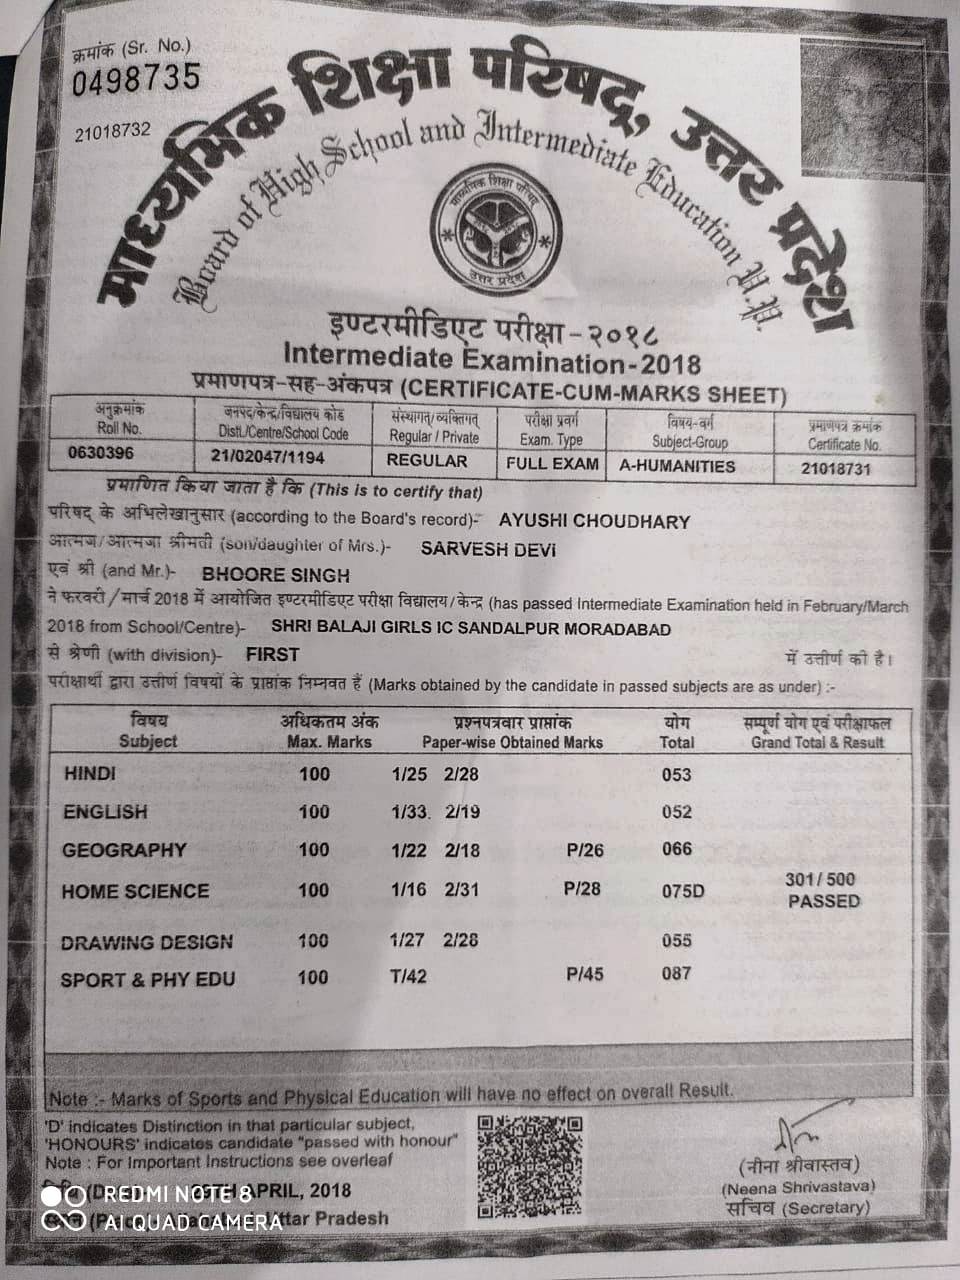 क्रमांक (Sr. No.)
0498735
21018732
माध्यमिक शिक्षा परिषद्, उत्तर प्रदेश
Board of High School and Intermediate Education U.P.
माध्यमिक शिक्षा परिषद्
उत्तर प्रदेश
इण्टरमीडिएट परीक्षा - २०१८
Intermediate Examination - 2018
प्रमाणपत्र-सह-अंकपत्र (CERTIFICATE-CUM-MARKS SHEET)
अनुक्रमांक जनपद/केन्द्र/विद्यालय कोड संस्थागत/व्यक्तिगत् परीक्षा प्रवर्ग विषय-वर्ग प्रमाणपत्र क्रमांक
Roll No. Distt./Centre/School Code Regular / Private Exam. Type Subject-Group Certificate No.
0630396 21/02047/1194 REGULAR FULL EXAM A-HUMANITIES 21018731
प्रमाणित किया जाता है कि (This is to certify that)
परिषद् के अभिलेखानुसार (according to the Board's record)- AYUSHI CHOUDHARY
आत्मज/आत्मजा श्रीमती (son/daughter of Mrs.)- SARVESH DEVI
एवं श्री (and Mr.)- BHOORE SINGH
ने फरवरी/मार्च 2018 में आयोजित इण्टरमीडिएट परीक्षा विद्यालय/केन्द्र (has passed Intermediate Examination held in February/March
2018 from School/Centre)- SHRI BALAJI GIRLS IC SANDALPUR MORADABAD
से श्रेणी (with division)- FIRST में उत्तीर्ण की है।
परीक्षार्थी द्वारा उत्तीर्ण विषयों के प्राप्तांक निम्नवत हैं (Marks obtained by the candidate in passed subjects are as under) :-
विषय अधिकतम अंक प्रश्नपत्रवार प्राप्तांक योग सम्पूर्ण योग एवं परीक्षाफल
Subject Max. Marks Paper-wise Obtained Marks Total Grand Total & Result
HINDI 100 1/25 2/28 053
ENGLISH 100 1/33. 2/19 052
GEOGRAPHY 100 1/22 2/18 P/26 066
HOME SCIENCE 100 1/16 2/31 P/28 075D 301/500
PASSED
DRAWING DESIGN 100 1/27 2/28 055
SPORT & PHY EDU 100 T/42 P/45 087
Note :- Marks of Sports and Physical Education will have no effect on overall Result.
'D' indicates Distinction in that particular subject,
'HONOURS' indicates candidate "passed with honour"
Note : For Important Instructions see overleaf
APRIL, 2018
Uttar Pradesh
(नीना श्रीवास्तव)
(Neena Shrivastava)
सचिव (Secretary)
REDMI NOTE 8
AI QUAD CAMERA